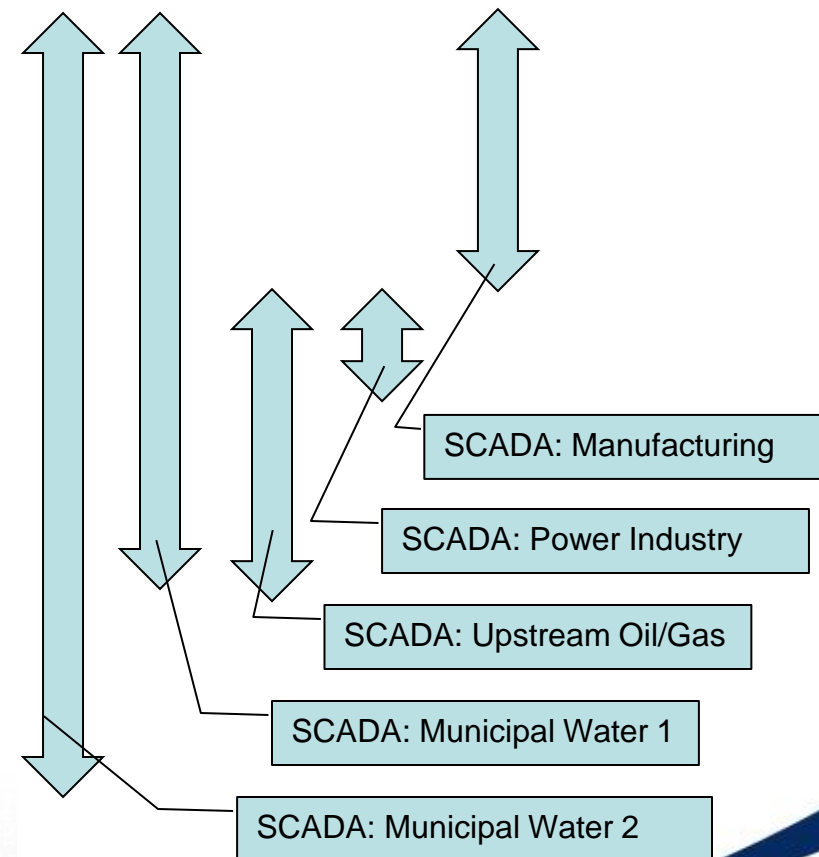 SCADA: Manufacturing
SCADA: Power Industry
SCADA: Upstream Oil/Gas
SCADA: Municipal Water 1
SCADA: Municipal Water 2